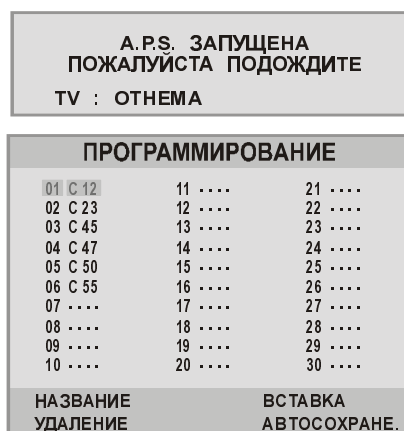 A.P.S. ЗАПУЩЕНА
ПОЖАЛУЙСТА ПОДОЖДИТЕ
TV : ОТНЕМА
ПРОГРАММИРОВАНИЕ
01 C 12 11 ···· 21 ····
02 C 23 12 ···· 22 ····
03 C 45 13 ···· 23 ····
04 C 47 14 ···· 24 ····
05 C 50 15 ···· 25 ····
06 C 55 16 ···· 26 ····
07 ···· 17 ···· 27 ····
08 ···· 18 ···· 28 ····
09 ···· 19 ···· 29 ····
10 ···· 20 ···· 30 ····
НАЗВАНИЕ ВСТАВКА
УДАЛЕНИЕ АВТОСОХРАНЕ.